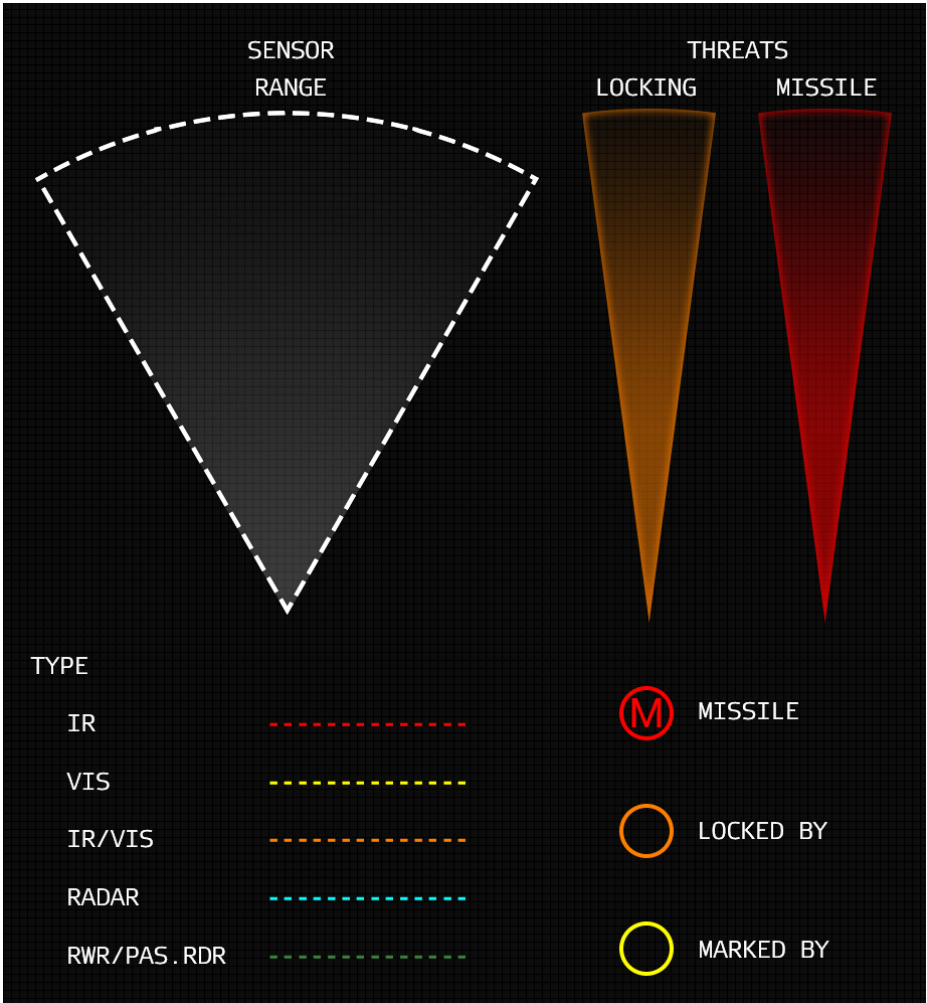 SENSOR
RANGE
THREATS
LOCKING MISSILE
TYPE
IR
VIS
IR/VIS
RADAR
RWR/PAS.RDR
M MISSILE
LOCKED BY
MARKED BY